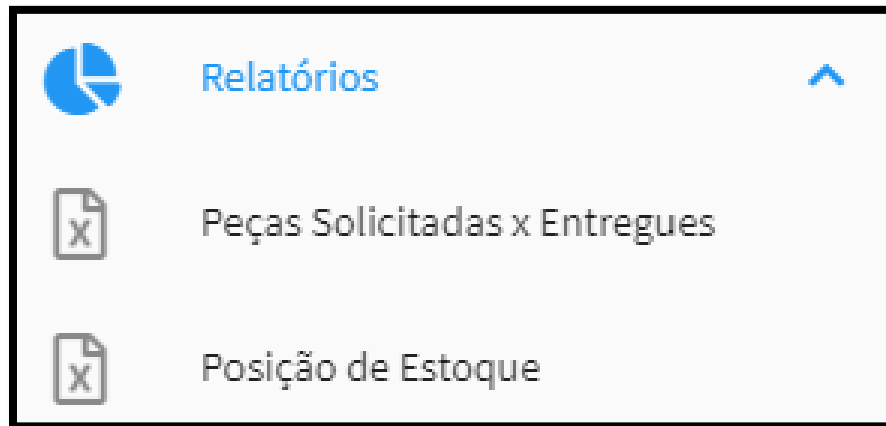 Relatórios
Peças Solicitadas x Entregues
Posição de Estoque